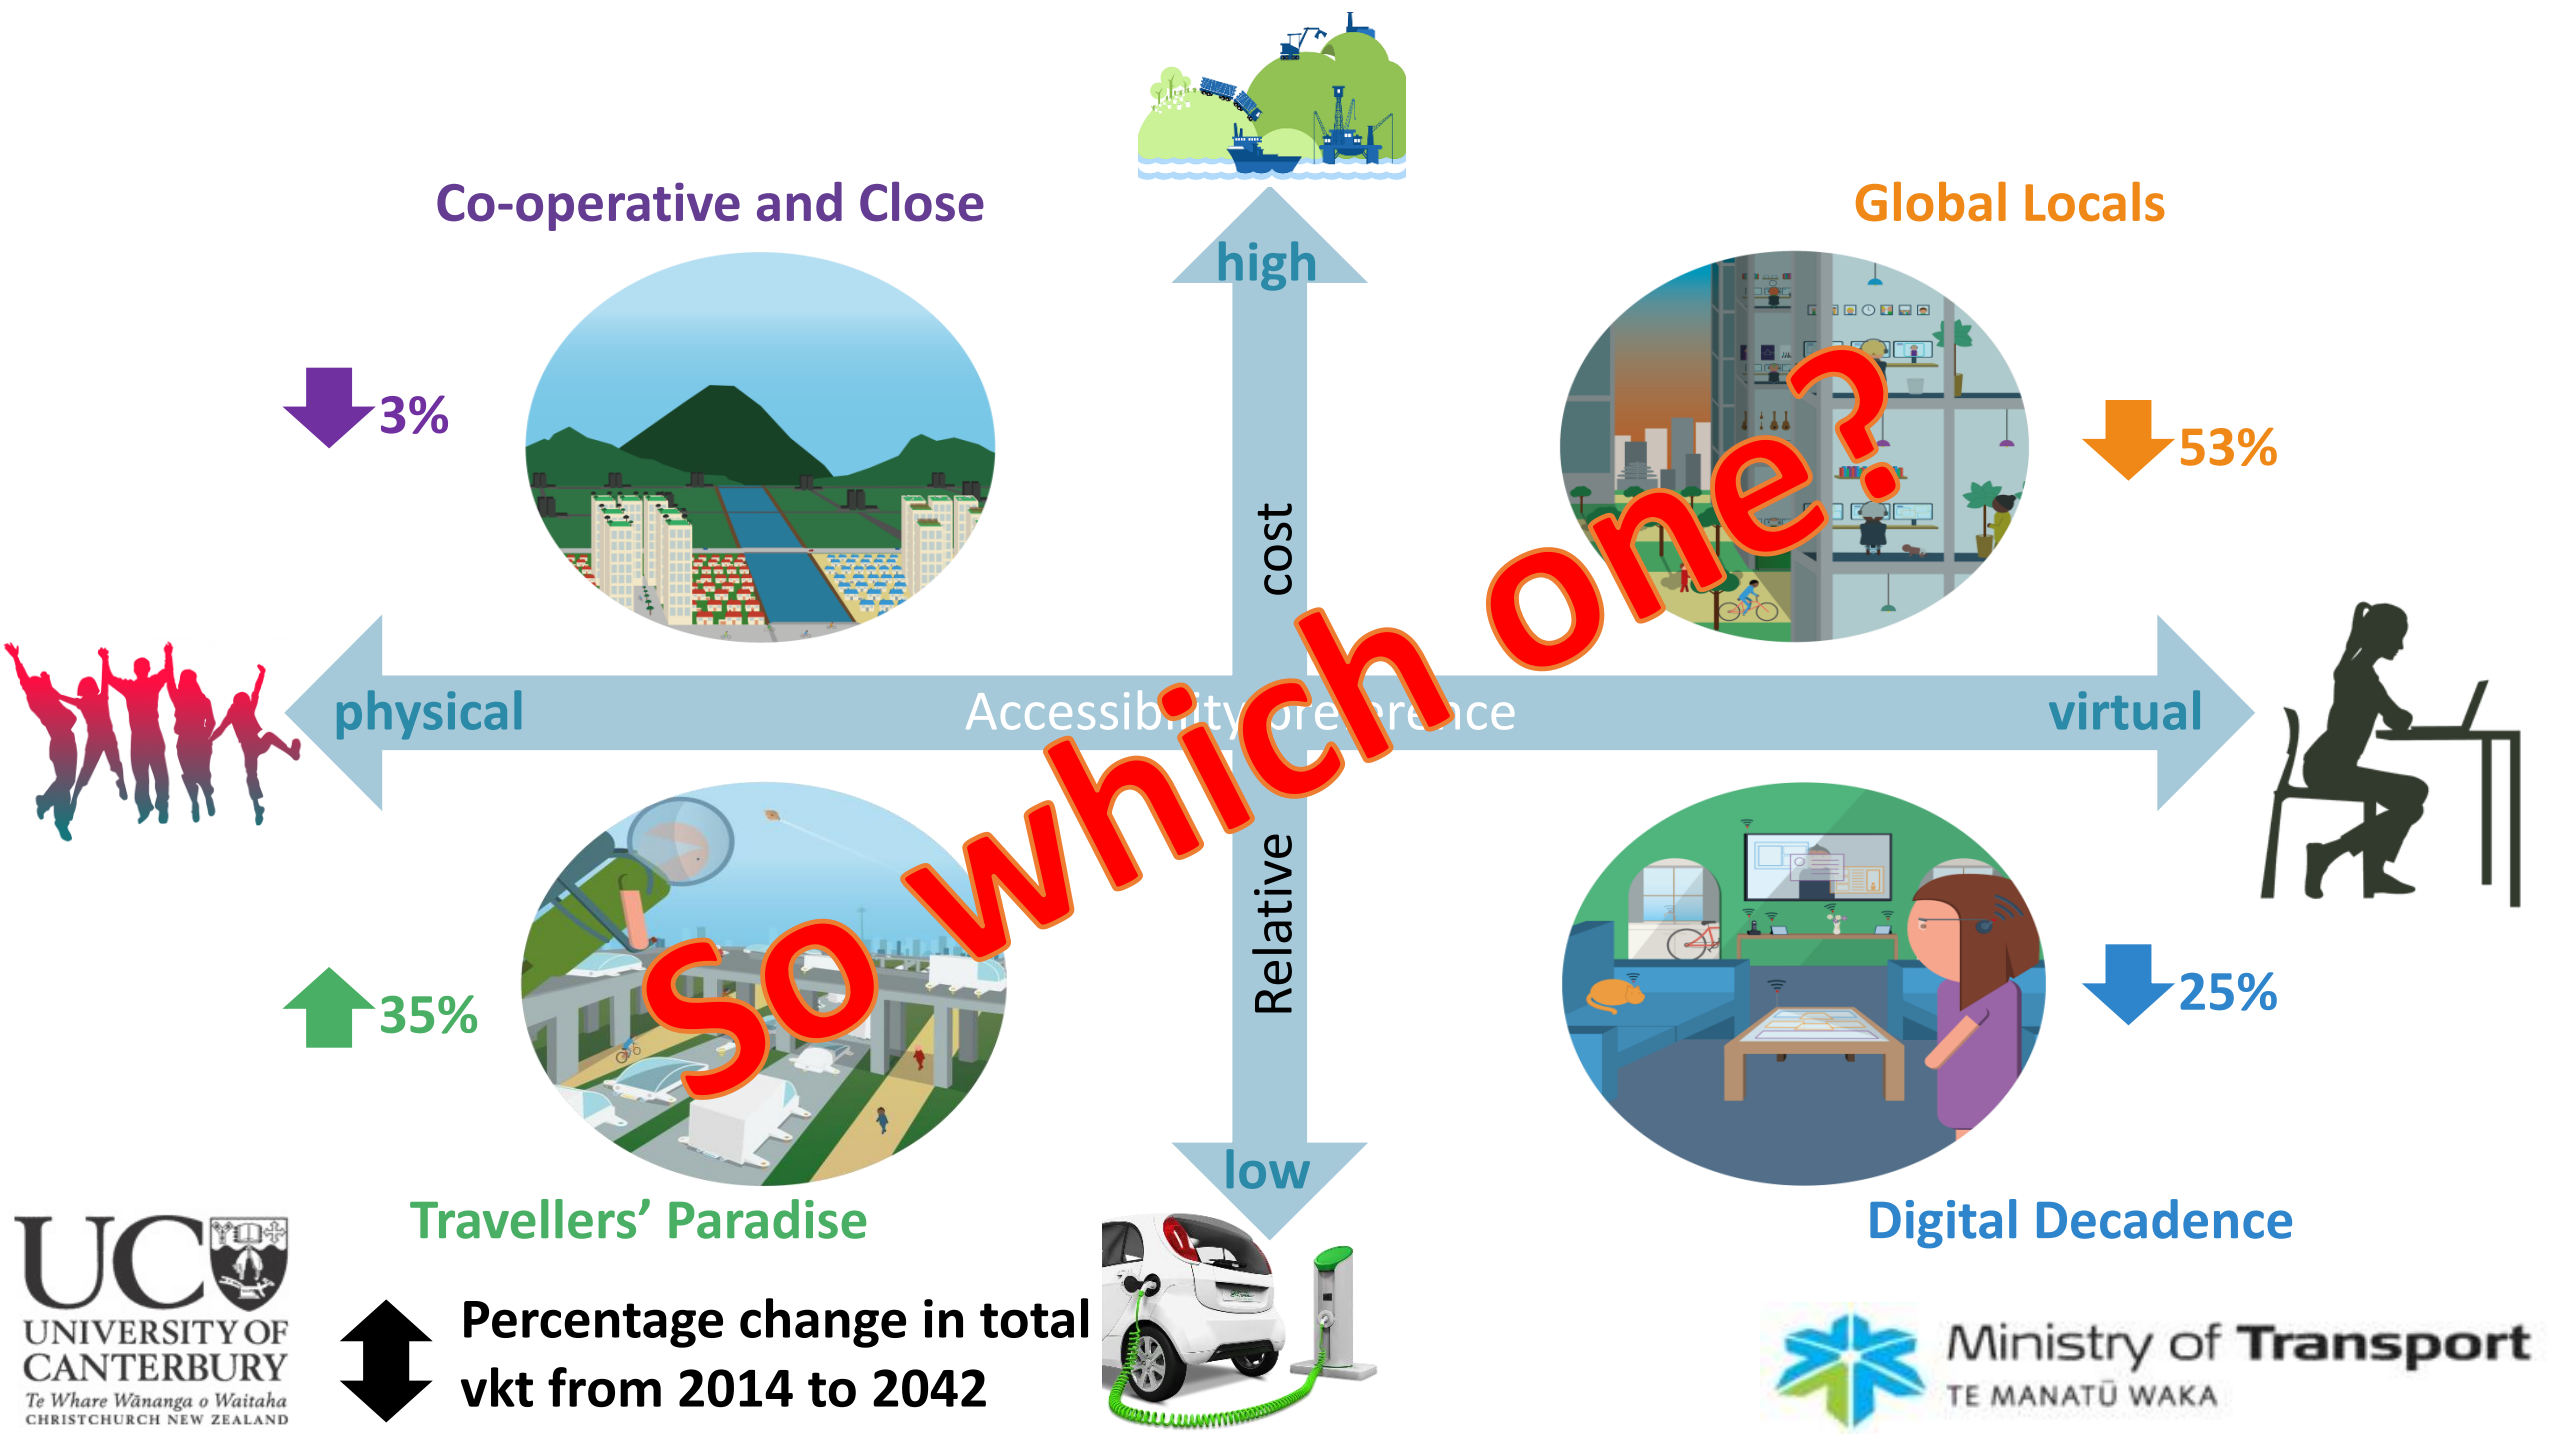 Co-operative and Close
Global Locals
high
3%
53%
cost
So which one?
physical
Accessibility preference
virtual
Relative
35%
25%
low
Travellers’ Paradise
Digital Decadence
UC
UNIVERSITY OF
CANTERBURY
Te Whare Wānanga o Waitaha
CHRISTCHURCH NEW ZEALAND
Percentage change in total
vkt from 2014 to 2042
Ministry of Transport
TE MANATŪ WAKA